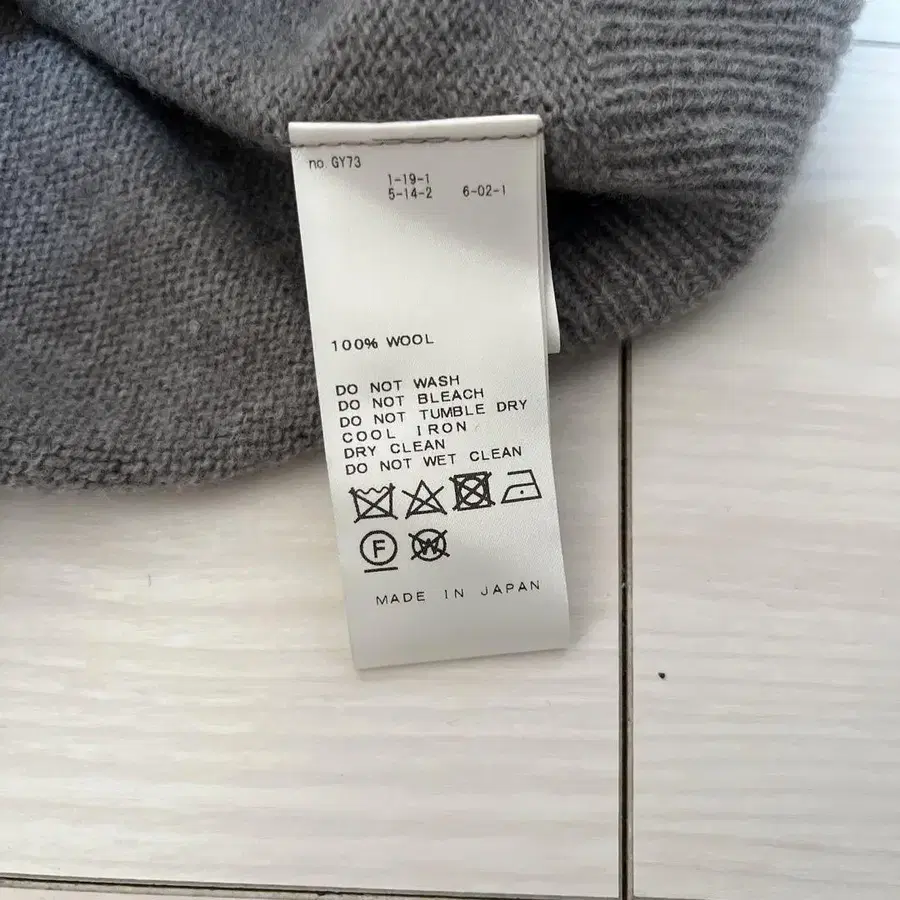 no. GY73
1-19-1
5-14-2 6-02-1
100% WOOL
DO NOT WASH
DO NOT BLEACH
DO NOT TUMBLE DRY
COOL IRON
DRY CLEAN
DO NOT WET CLEAN
F W
MADE IN JAPAN